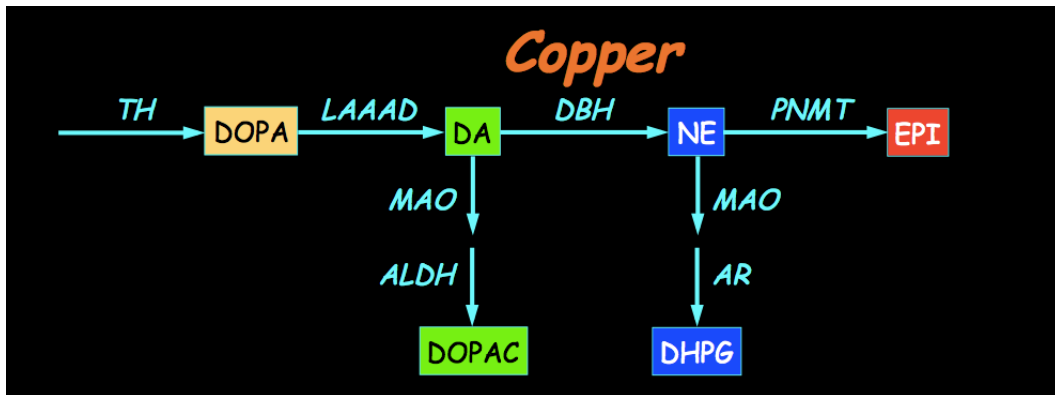 Copper
TH
DOPA
LAAAD
DA
DBH
NE
PNMT
EPI
MAO
MAO
ALDH
AR
DOPAC
DHPG